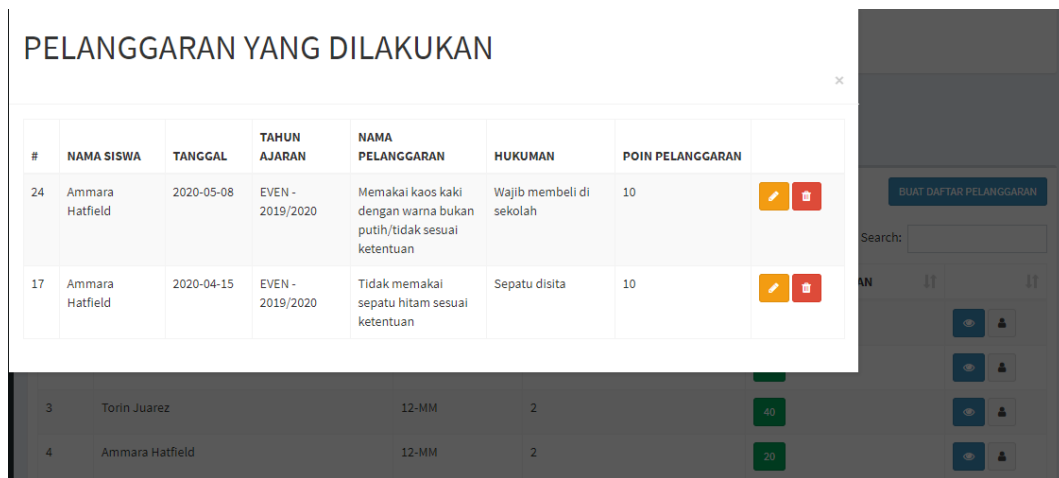 PELANGGARAN YANG DILAKUKAN
×
# NAMA SISWA TANGGAL TAHUN AJARAN NAMA PELANGGARAN HUKUMAN POIN PELANGGARAN
24 Ammara Hatfield 2020-05-08 EVEN - 2019/2020 Memakai kaos kaki dengan warna bukan putih/tidak sesuai ketentuan Wajib membeli di sekolah 10
17 Ammara Hatfield 2020-04-15 EVEN - 2019/2020 Tidak memakai sepatu hitam sesuai ketentuan Sepatu disita 10
BUAT DAFTAR PELANGGARAN
Search:
AN
3 Torin Juarez 12-MM 2 40
4 Ammara Hatfield 12-MM 2 20